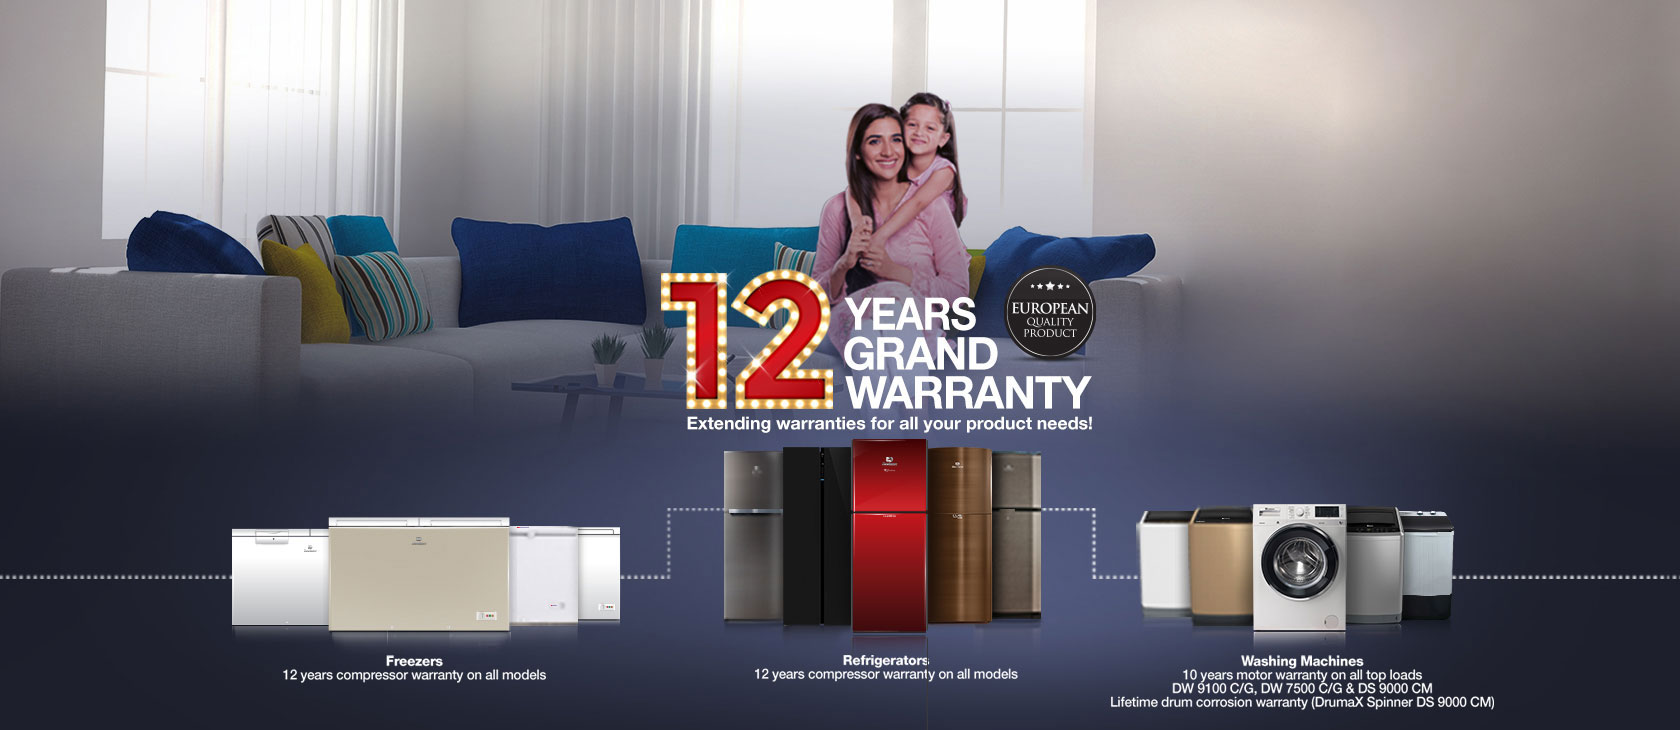 12 YEARS
GRAND
WARRANTY
EUROPEAN
QUALITY
PRODUCT
Extending warranties for all your product needs!
Freezers
12 years compressor warranty on all models
Refrigerators
12 years compressor warranty on all models
Washing Machines
10 years motor warranty on all top loads
DW 9100 C/G, DW 7500 C/G & DS 9000 CM
Lifetime drum corrosion warranty (DrumaX Spinner DS 9000 CM)